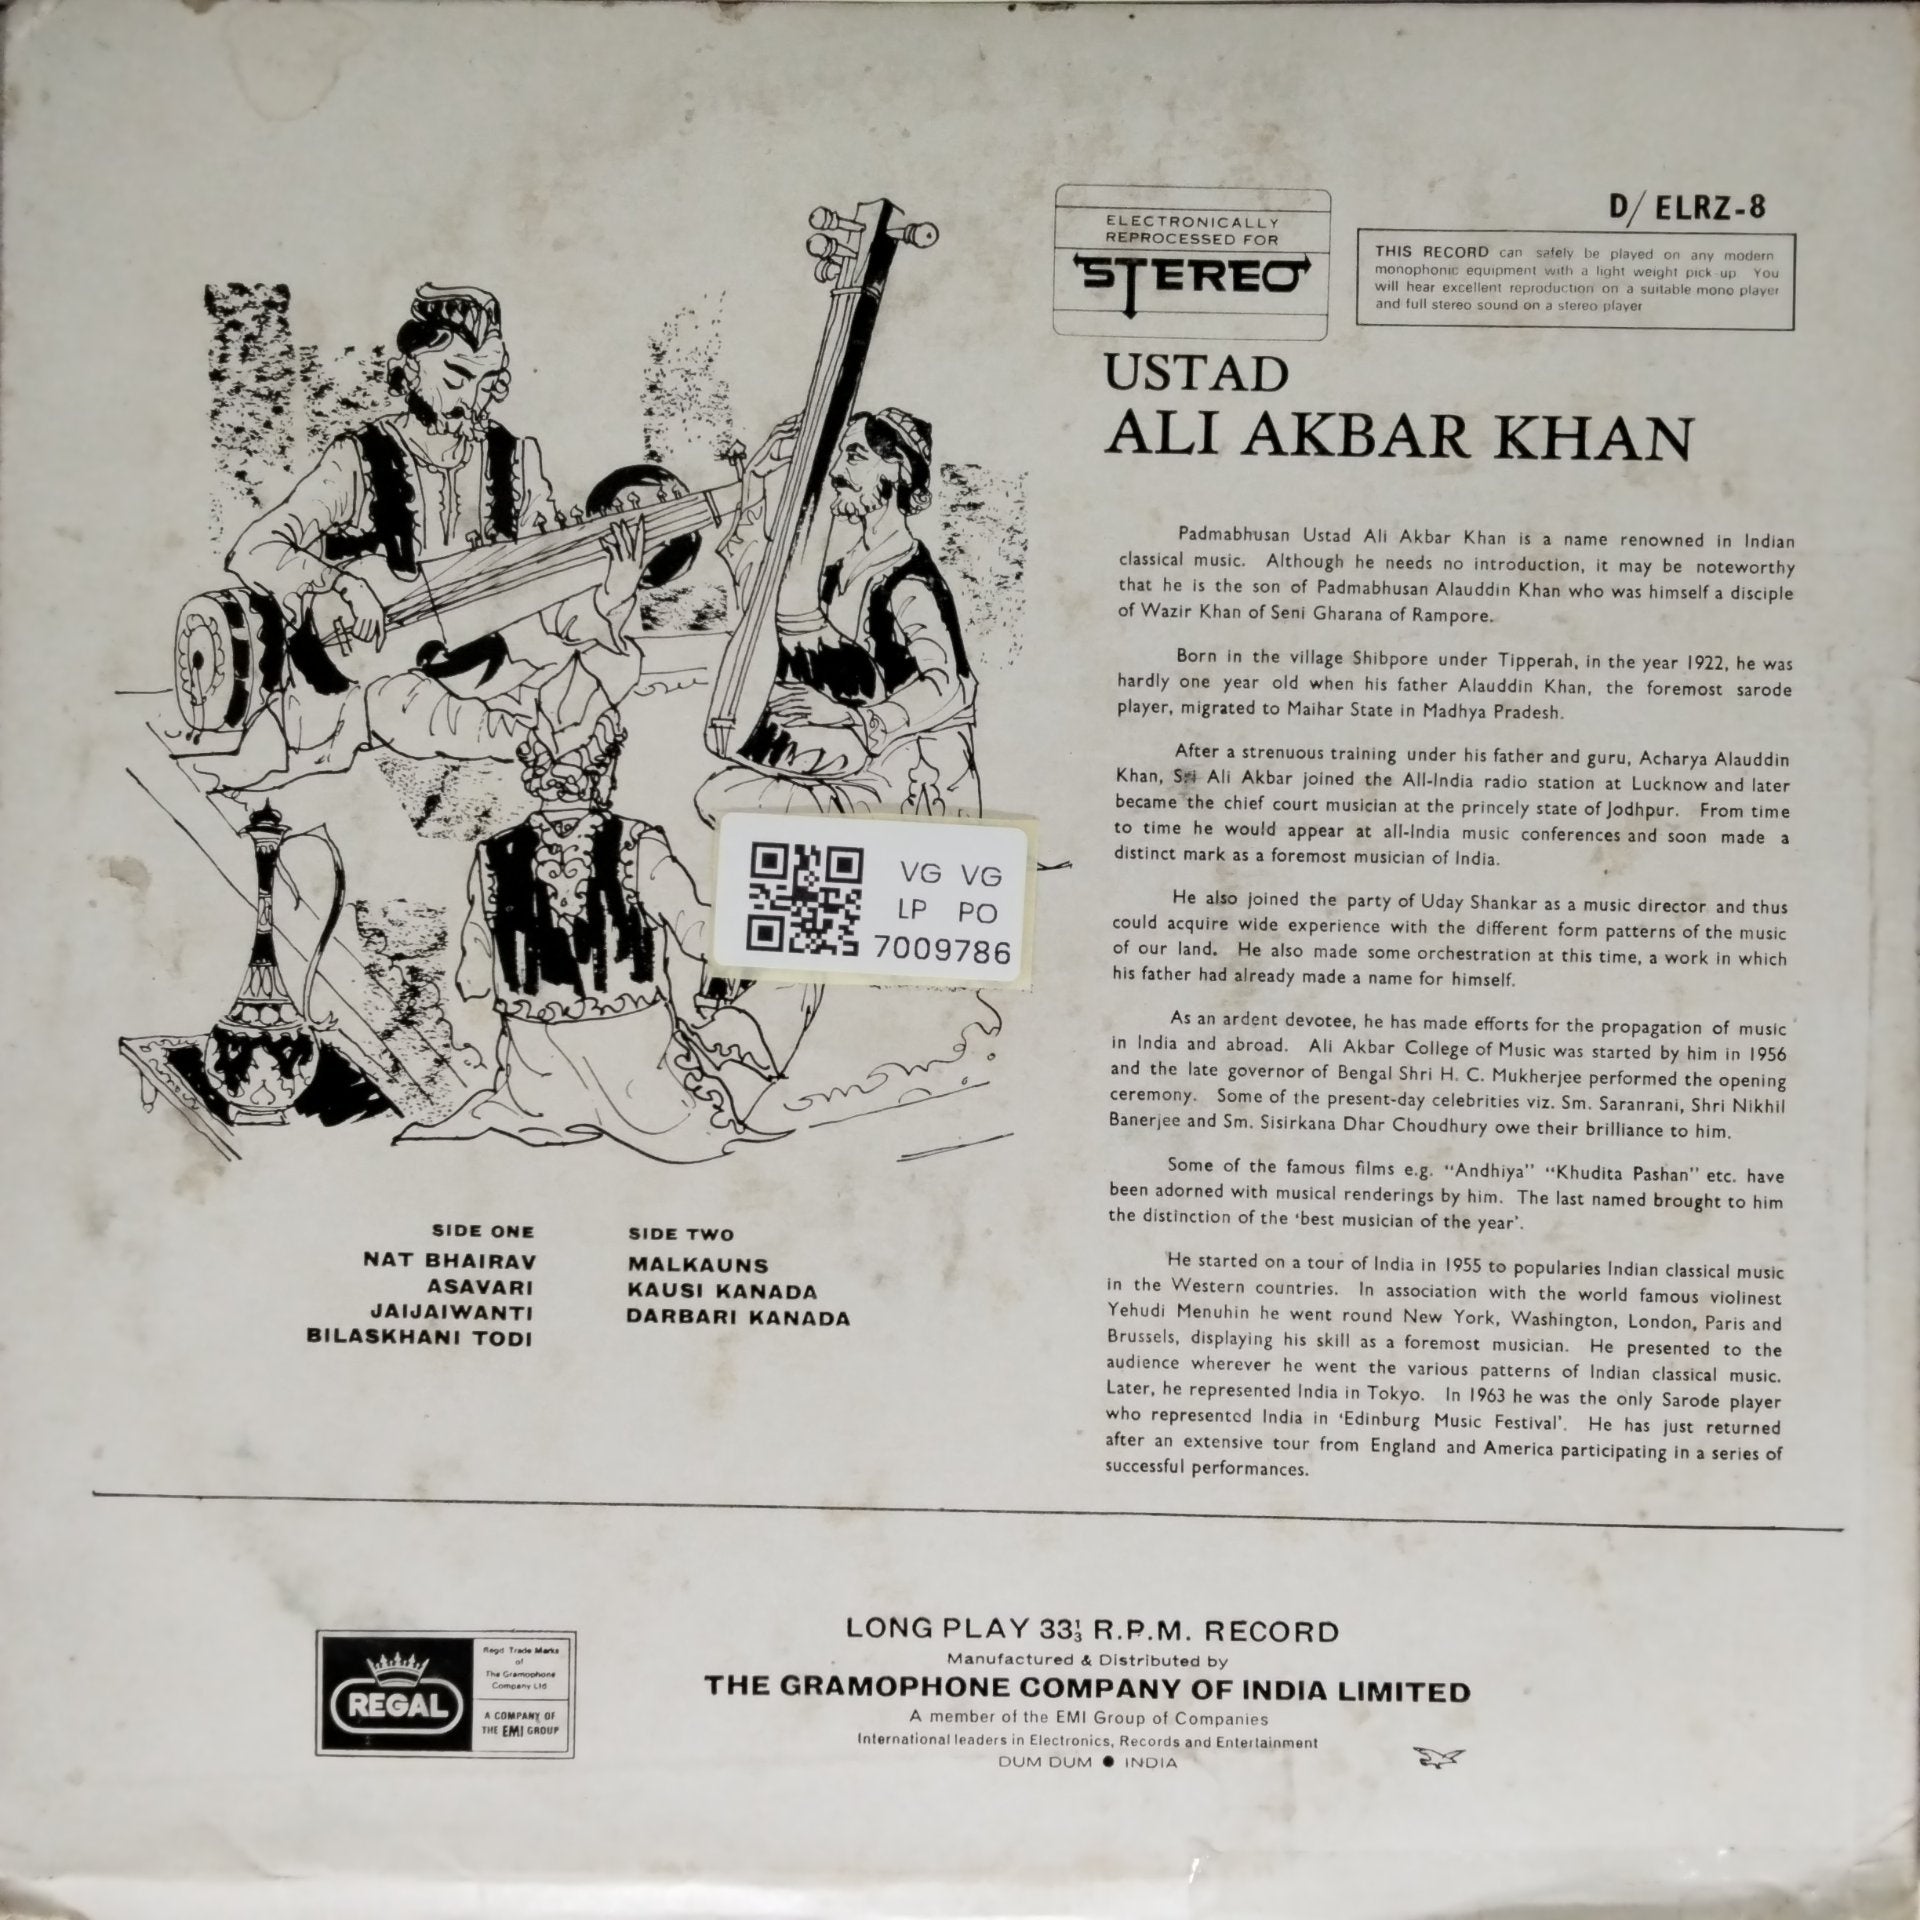 ELECTRONICALLY
REPROCESSED FOR
STEREO
D/ ELRZ-8
THIS RECORD can safely be played on any modern
monophonic equipment with a light weight pick-up You
will hear excellent reproduction on a suitable mono player
and full stereo sound on a stereo player
USTAD
ALI AKBAR KHAN
Padmabhusan Ustad Ali Akbar Khan is a name renowned in Indian
classical music. Although he needs no introduction, it may be noteworthy
that he is the son of Padmabhusan Alauddin Khan who was himself a disciple
of Wazir Khan of Seni Gharana of Rampore.
Born in the village Shibpore under Tipperah, in the year 1922, he was
hardly one year old when his father Alauddin Khan, the foremost sarode
player, migrated to Maihar State in Madhya Pradesh.
After a strenuous training under his father and guru, Acharya Alauddin
Khan, Sri Ali Akbar joined the All-India radio station at Lucknow and later
became the chief court musician at the princely state of Jodhpur. From time
to time he would appear at all-India music conferences and soon made a
distinct mark as a foremost musician of India.
He also joined the party of Uday Shankar as a music director and thus
could acquire wide experience with the different form patterns of the music
of our land. He also made some orchestration at this time, a work in which
his father had already made a name for himself.
As an ardent devotee, he has made efforts for the propagation of music
in India and abroad. Ali Akbar College of Music was started by him in 1956
and the late governor of Bengal Shri H. C. Mukherjee performed the opening
ceremony. Some of the present-day celebrities viz. Sm. Saranrani, Shri Nikhil
Banerjee and Sm. Sisirkana Dhar Choudhury owe their brilliance to him.
Some of the famous films e.g. “Andhiya” “Khudita Pashan” etc. have
been adorned with musical renderings by him. The last named brought to him
the distinction of the ‘best musician of the year’.
He started on a tour of India in 1955 to popularies Indian classical music
in the Western countries. In association with the world famous violinest
Yehudi Menuhin he went round New York, Washington, London, Paris and
Brussels, displaying his skill as a foremost musician. He presented to the
audience wherever he went the various patterns of Indian classical music.
Later, he represented India in Tokyo. In 1963 he was the only Sarode player
who represented India in ‘Edinburg Music Festival’. He has just returned
after an extensive tour from England and America participating in a series of
successful performances.
VG VG
LP PO
7009786
SIDE ONE
NAT BHAIRAV
ASAVARI
JAIJAIWANTI
BILASKHANI TODI
SIDE TWO
MALKAUNS
KAUSI KANADA
DARBARI KANADA
REGAL
Regd Trade Marks
of
The Gramophone
Company Ltd
A COMPANY OF
THE EMI GROUP
LONG PLAY 33⅓ R.P.M. RECORD
Manufactured & Distributed by
THE GRAMOPHONE COMPANY OF INDIA LIMITED
A member of the EMI Group of Companies
International leaders in Electronics, Records and Entertainment
DUM DUM ● INDIA